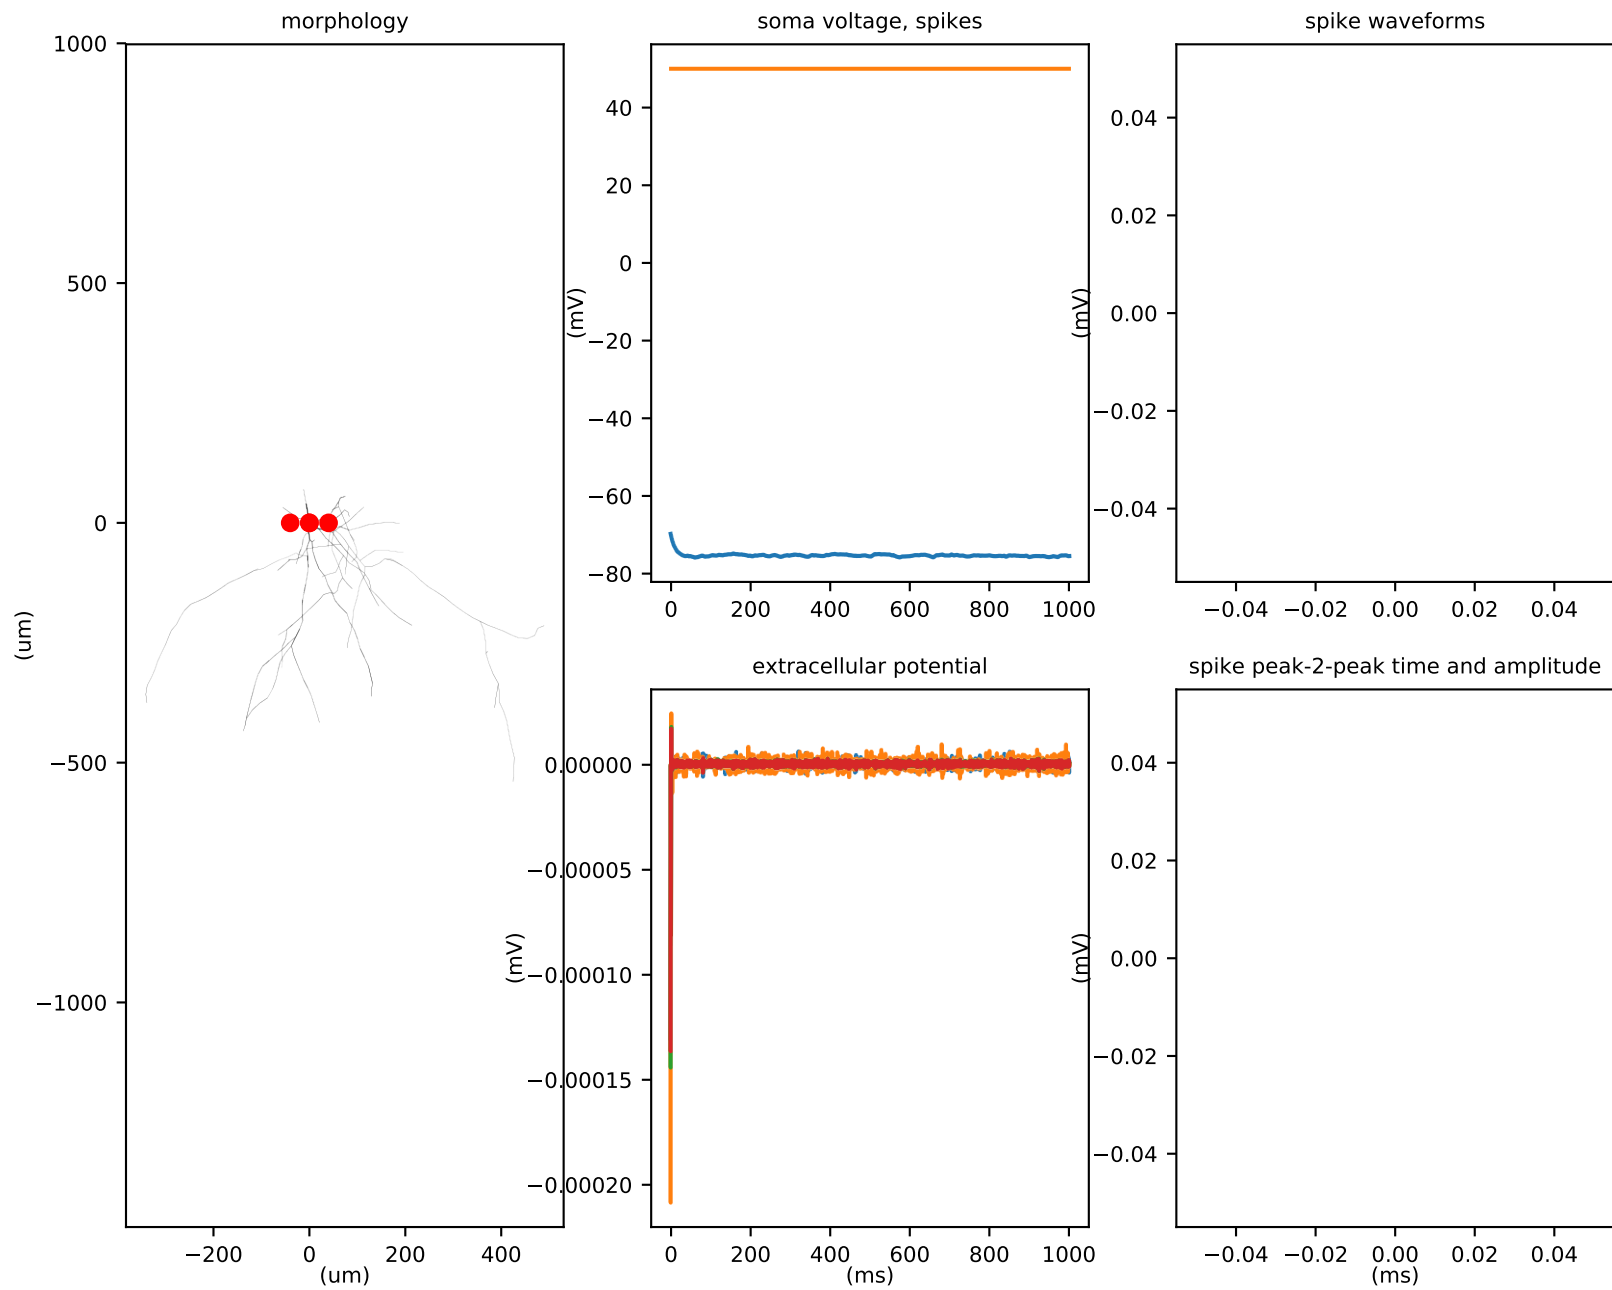 morphology
1000
500
0
−500
−1000
(um)
−200 0 200 400
(um)
soma voltage, spikes
40
20
0
−20
−40
−60
−80
(mV)
0 200 400 600 800 1000
spike waveforms
0.04
0.02
0.00
−0.02
−0.04
(mV)
−0.04 −0.02 0.00 0.02 0.04
extracellular potential
0.00000
−0.00005
−0.00010
−0.00015
−0.00020
(mV)
0 200 400 600 800 1000
(ms)
spike peak-2-peak time and amplitude
0.04
0.02
0.00
−0.02
−0.04
(mV)
−0.04 −0.02 0.00 0.02 0.04
(ms)